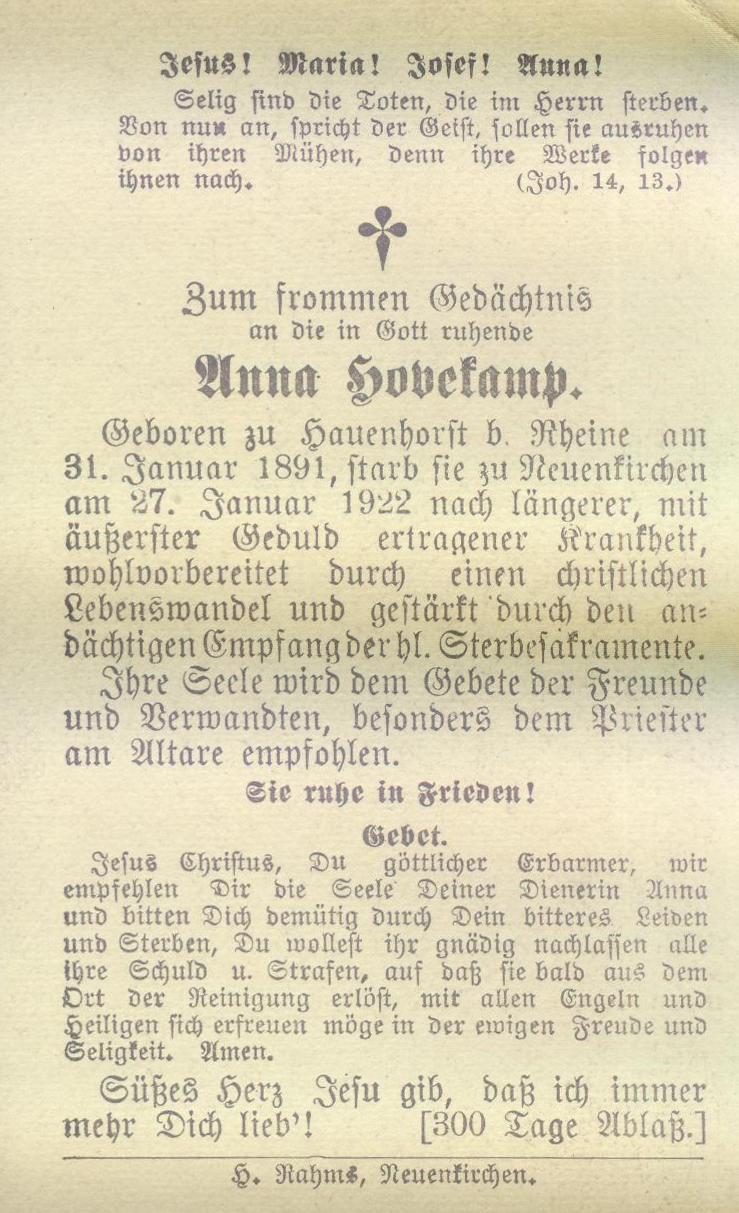 Jesus! Maria! Josef! Anna!
Selig sind die Toten, die im Herrn sterben.
Von nun an, spricht der Geist, sollen sie ausruhen
von ihren Mühen, denn ihre Werke folgen
ihnen nach. (Joh. 14, 13.)
Zum frommen Gedächtnis
an die in Gott ruhende
Anna Hovekamp.
Geboren zu Hauenhorst b. Rheine am
31. Januar 1891, starb sie zu Neuenkirchen
am 27. Januar 1922 nach längerer, mit
äußerster Geduld ertragener Krankheit,
wohlvorbereitet durch einen christlichen
Lebenswandel und gestärkt durch den an-
dächtigen Empfang der hl. Sterbesakramente.
Ihre Seele wird dem Gebete der Freunde
und Verwandten, besonders dem Priester
am Altare empfohlen.
Sie ruhe in Frieden!
Gebet.
Jesus Christus, Du göttlicher Erbarmer, wir
empfehlen Dir die Seele Deiner Dienerin Anna
und bitten Dich demütig durch Dein bitteres Leiden
und Sterben, Du wollest ihr gnädig nachlassen alle
ihre Schuld u. Strafen, auf daß sie bald aus dem
Ort der Reinigung erlöst, mit allen Engeln und
Heiligen sich erfreuen möge in der ewigen Freude und
Seligkeit. Amen.
Süßes Herz Jesu gib, daß ich immer
mehr Dich lieb'! [300 Tage Ablaß.]
H. Rahms, Neuenkirchen.